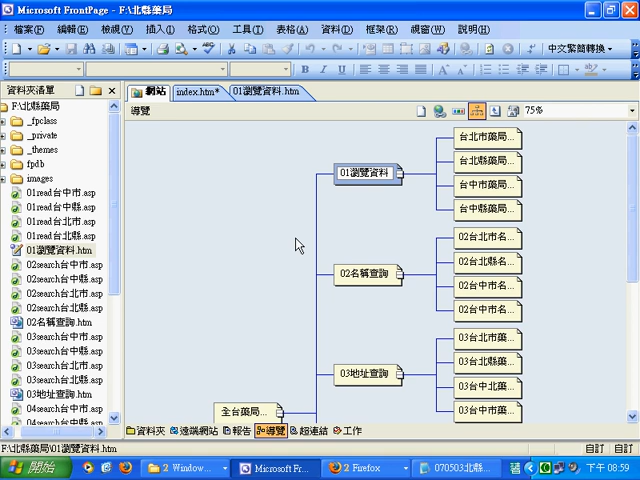 Microsoft FrontPage - F:\北縣藥局
檔案(F) 編輯(E) 檢視(V) 插入(I) 格式(O) 工具(T) 表格(A) 資料(D) 框架(R) 視窗(W) 說明(H)
中文繁簡轉換
B I U
資料夾清單
網站 index.htm* 01瀏覽資料.htm
導覽
75%
F:\北縣藥局
_fpclass
_private
_themes
fpdb
images
01read台中市.asp
01read台中縣.asp
01read台北市.asp
01read台北縣.asp
01瀏覽資料.htm
02search台中市.asp
02search台中縣.asp
02search台北市.asp
02search台北縣.asp
02名稱查詢.htm
03search台中市.asp
03search台中縣.asp
03search台北市.asp
03search台北縣.asp
03地址查詢.htm
04search台中市.asp
04search台中縣.asp
01瀏覽資料
台北市藥局...
台北縣藥局...
台中市藥局...
台中縣藥局...
02名稱查詢
02台北市名...
02台北縣名...
02台中市名...
02台中市名...
03地址查詢
03台北市藥...
03台北縣藥...
03台中北藥...
03台中市藥...
全台藥局...
資料夾 遠端網站 報告 導覽 超連結 工作
F:\北縣藥局\01瀏覽資料.htm
自訂 自訂
開始
2 Window...
Microsoft Fr...
2 Firefox
070503北縣...
下午 08:59